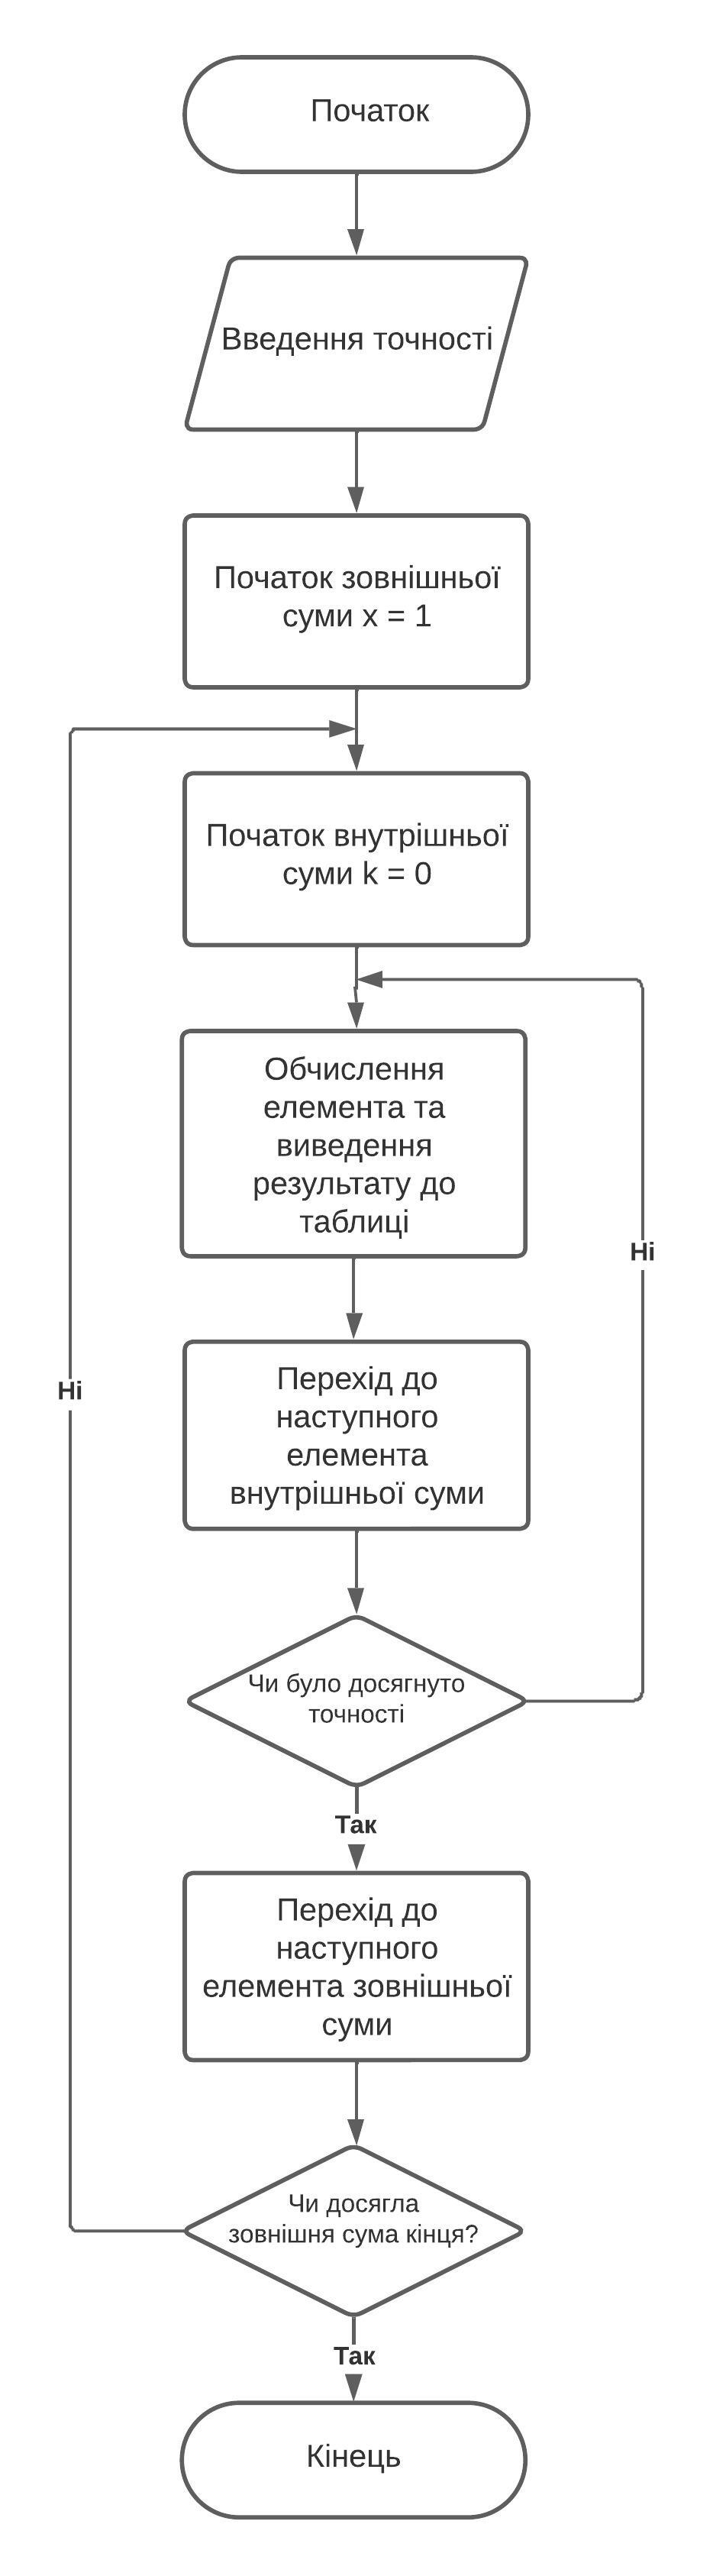 Початок
Введення точності
Початок зовнішньої
суми x = 1
Початок внутрішньої
суми k = 0
Обчислення
елемента та
виведення
результату до
таблиці
Ні
Перехід до
наступного
елемента
внутрішньої суми
Ні
Чи було досягнуто
точності
Так
Перехід до
наступного
елемента зовнішньої
суми
Чи досягла
зовнішня сума кінця?
Так
Кінець